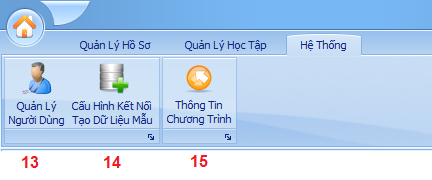 Quản Lý Hồ Sơ Quản Lý Học Tập Hệ Thống
Quản Lý
Người Dùng
Cấu Hình Kết Nối
Tạo Dữ Liệu Mẫu
Thông Tin
Chương Trình
13 14 15